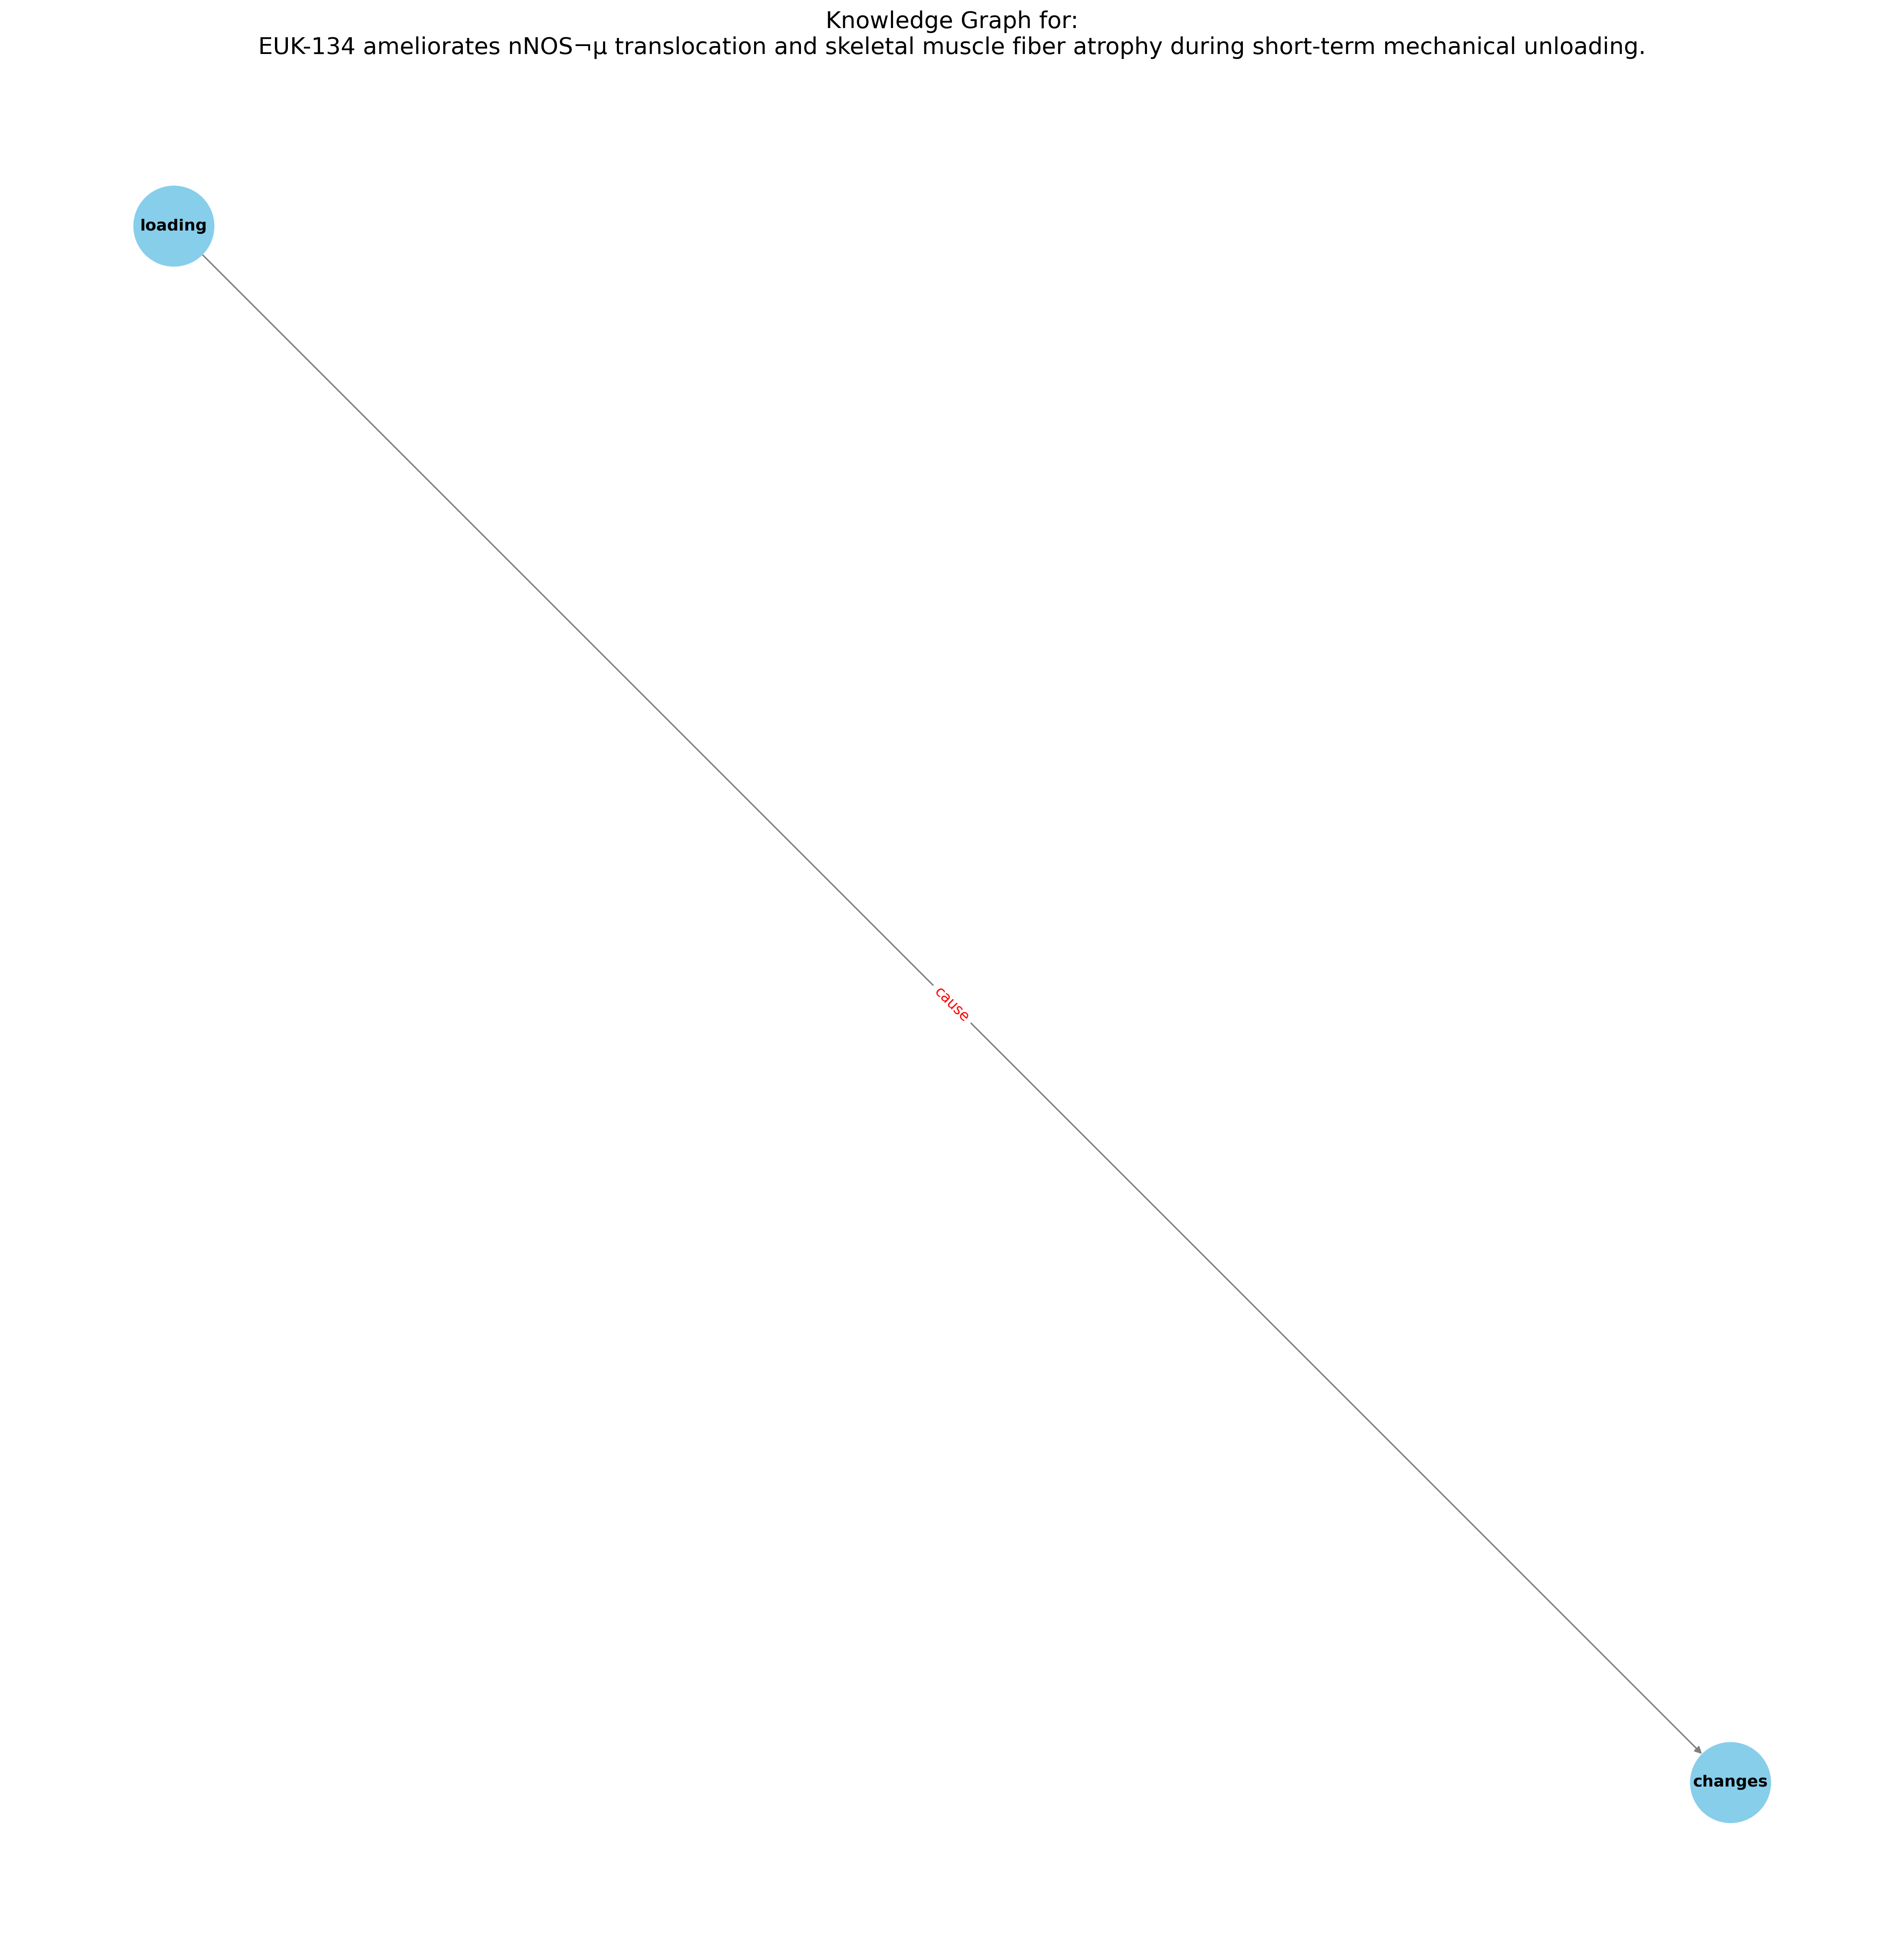 Knowledge Graph for:
EUK-134 ameliorates nNOS¬µ translocation and skeletal muscle fiber atrophy during short-term mechanical unloading.
loading
cause
changes